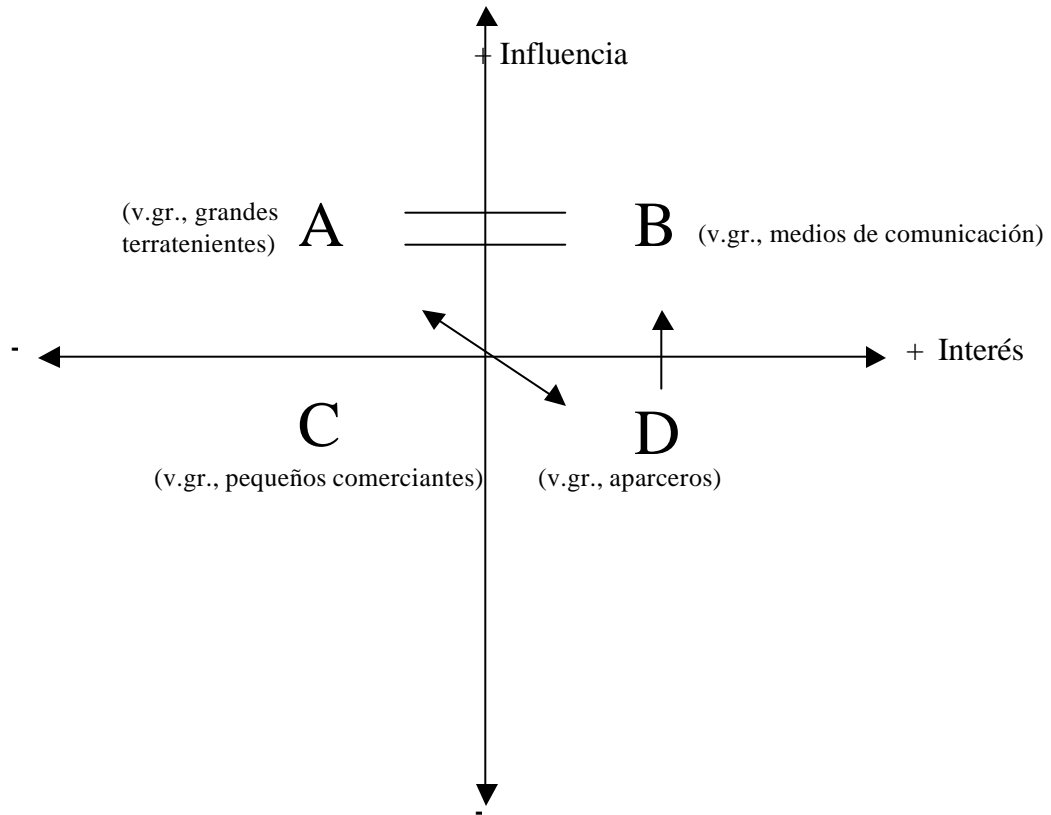 + Influencia
(v.gr., grandes
terratenientes)
A
B
(v.gr., medios de comunicación)
-
+ Interés
C
D
(v.gr., pequeños comerciantes)
(v.gr., aparceros)
-